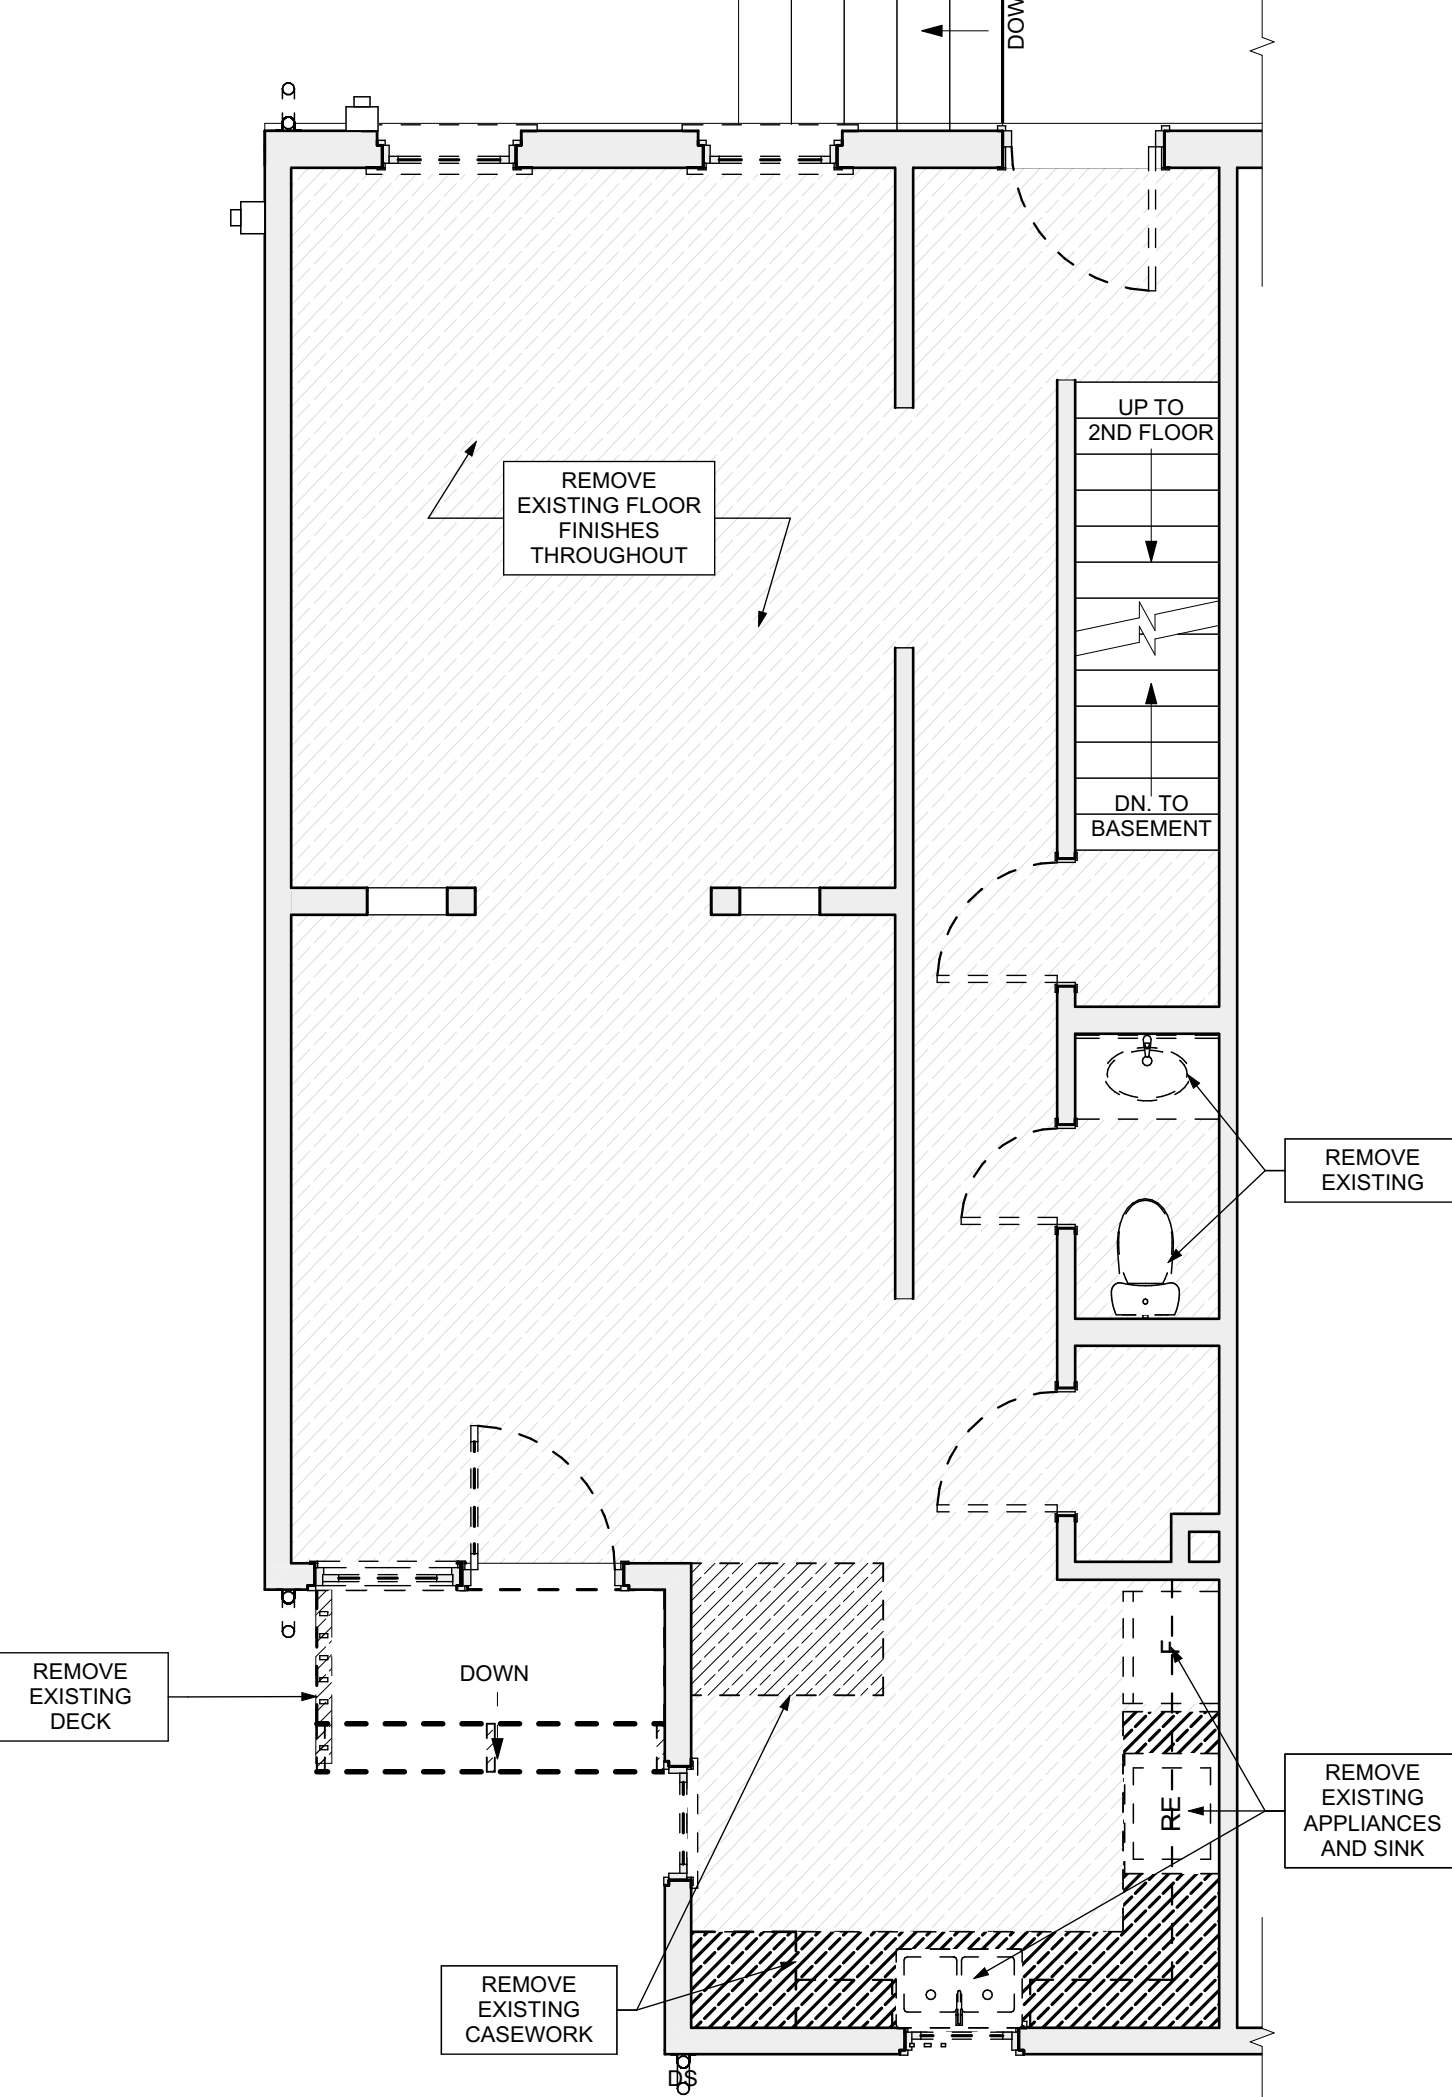 DOW
UP TO
2ND FLOOR
REMOVE
EXISTING FLOOR
FINISHES
THROUGHOUT
DN. TO
BASEMENT
REMOVE
EXISTING
REMOVE
EXISTING
DECK
DOWN
F
RE
REMOVE
EXISTING
APPLIANCES
AND SINK
REMOVE
EXISTING
CASEWORK
DS